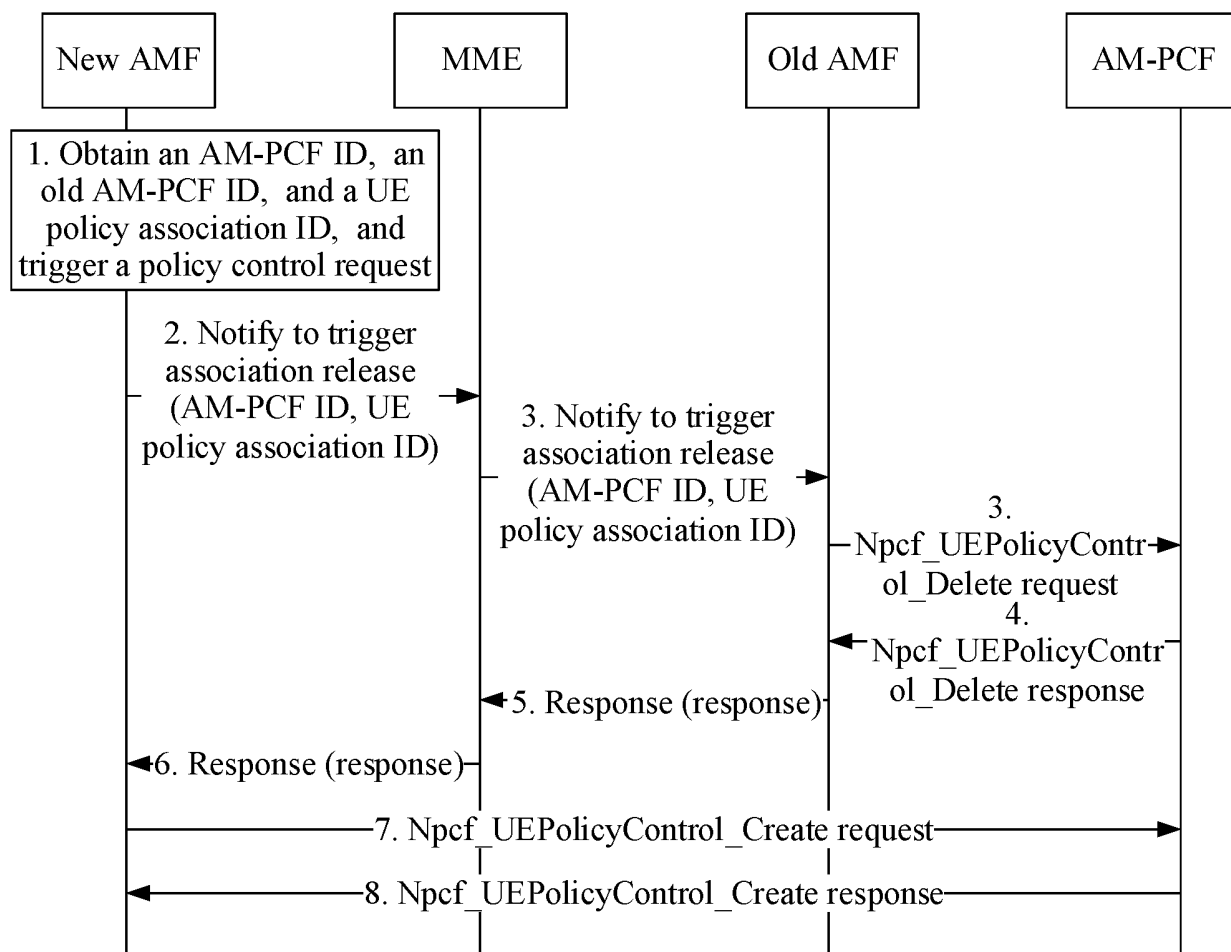 New AMF
MME
Old AMF
AM-PCF
1. Obtain an AM-PCF ID, an
old AM-PCF ID, and a UE
policy association ID, and
trigger a policy control request
2. Notify to trigger
association release
(AM-PCF ID, UE
policy association ID)
3. Notify to trigger
association release
(AM-PCF ID, UE
policy association ID)
3.
Npcf_UEPolicyContr
ol_Delete request
4.
Npcf_UEPolicyContr
ol_Delete response
5. Response (response)
6. Response (response)
7. Npcf_UEPolicyControl_Create request
8. Npcf_UEPolicyControl_Create response